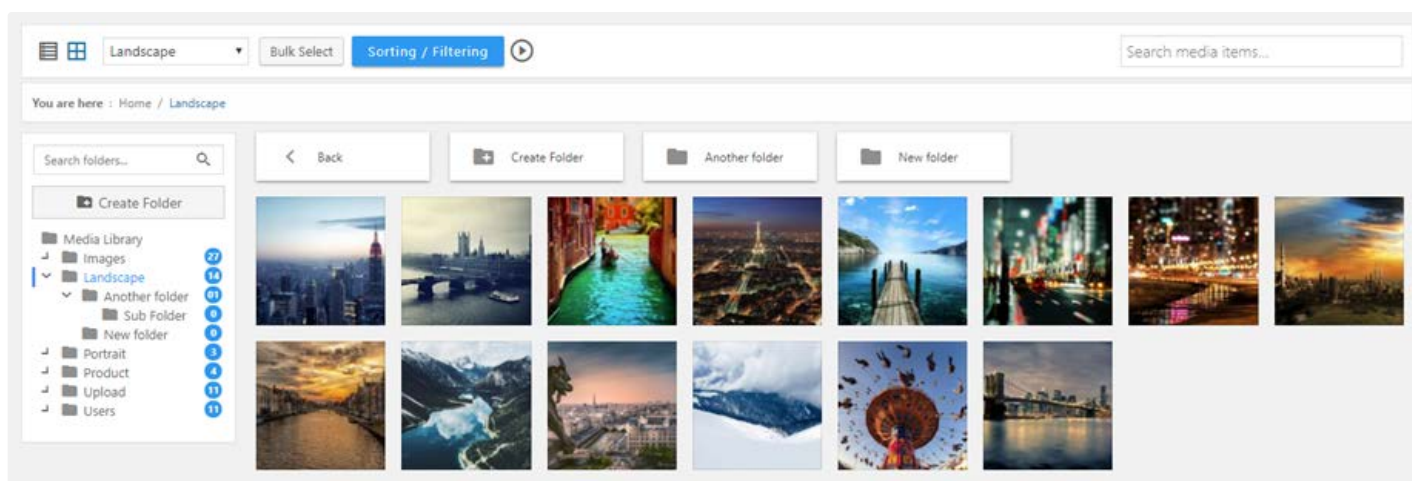 Landscape
Bulk Select
Sorting / Filtering
Search media items...
You are here : Home / Landscape
Search folders...
Back
Create Folder
Another folder
New folder
Create Folder
Media Library
Images 27
Landscape 14
Another folder 61
Sub Folder 0
New folder 0
Portrait 3
Product 4
Upload 11
Users 11